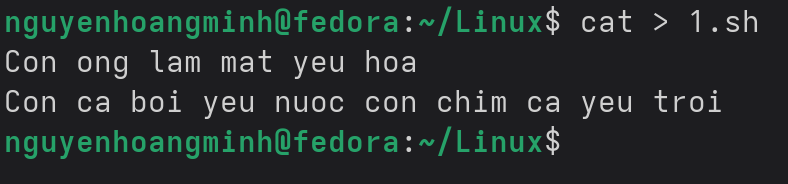 nguyenhoangminh@fedora:~/Linux$ cat > 1.sh
Con ong lam mat yeu hoa
Con ca boi yeu nuoc con chim ca yeu troi
nguyenhoangminh@fedora:~/Linux$